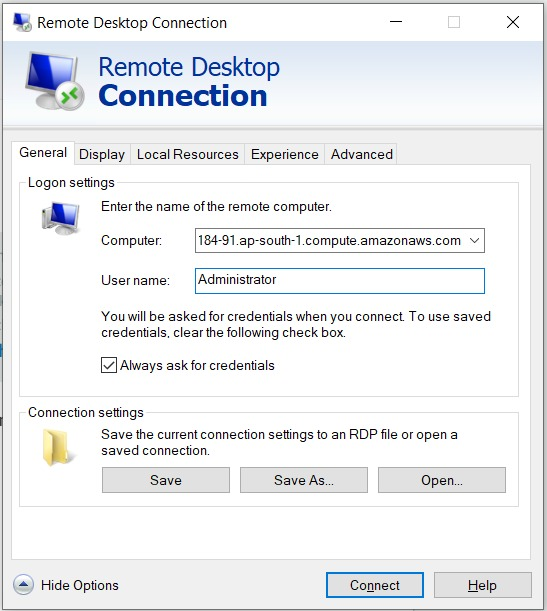 Remote Desktop Connection
Remote Desktop
Connection
General Display Local Resources Experience Advanced
Logon settings
Enter the name of the remote computer.
Computer: 184-91.ap-south-1.compute.amazonaws.com
User name: Administrator
You will be asked for credentials when you connect. To use saved
credentials, clear the following check box.
Always ask for credentials
Connection settings
Save the current connection settings to an RDP file or open a
saved connection.
Save Save As... Open...
Hide Options Connect Help